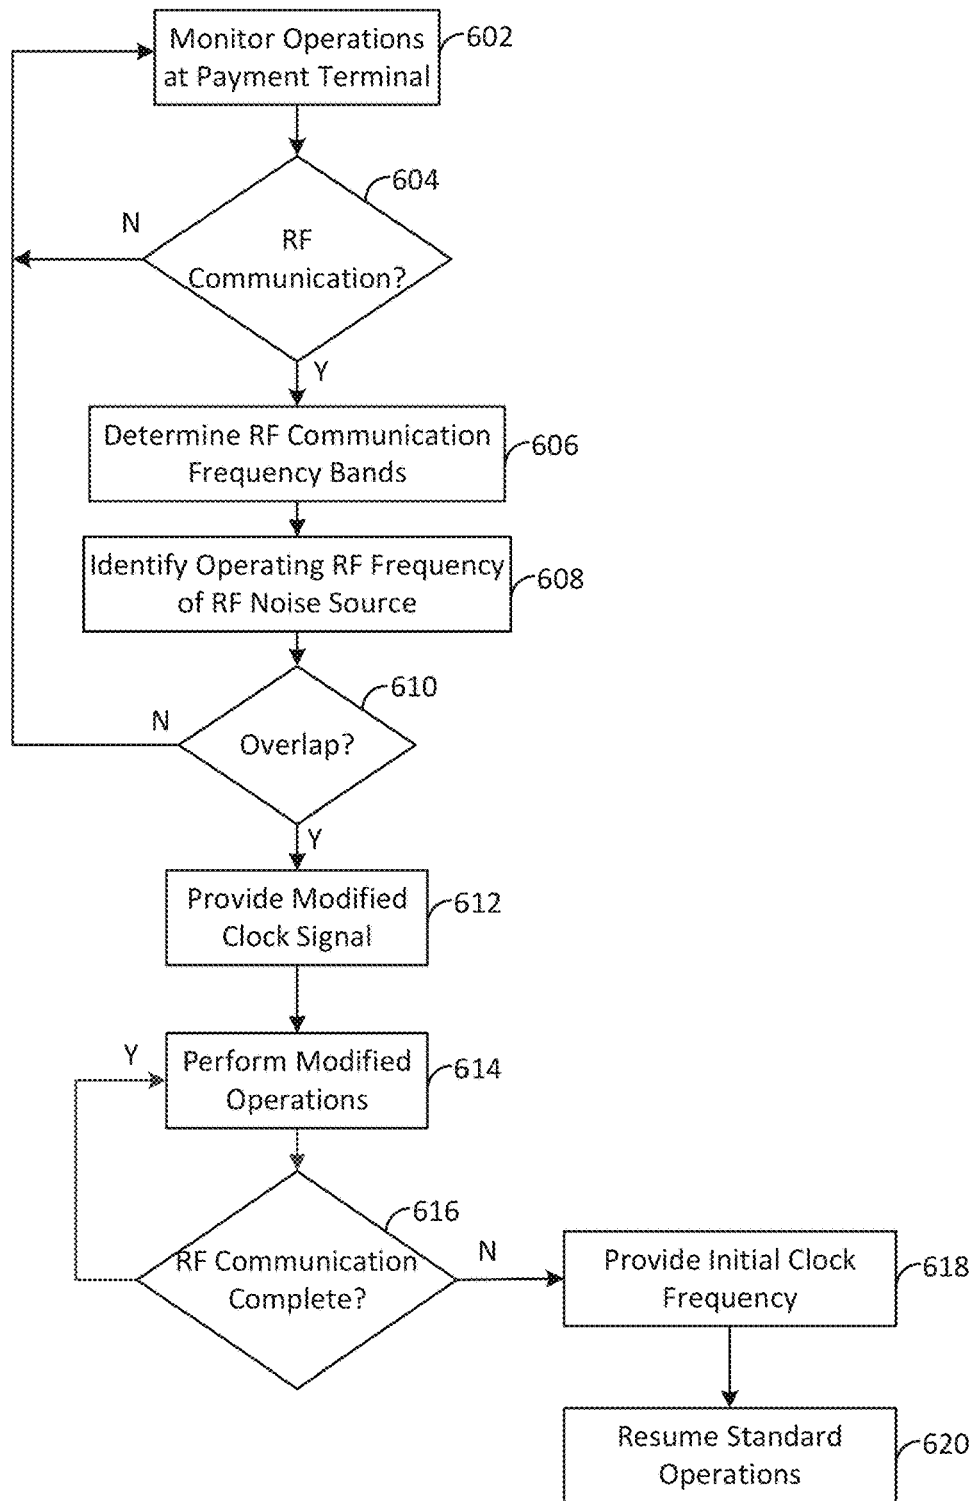 Monitor Operations
at Payment Terminal
602
604
N
RF
Communication?
Y
Determine RF Communication
Frequency Bands
606
Identify Operating RF Frequency
of RF Noise Source
608
610
N
Overlap?
Y
Provide Modified
Clock Signal
612
Y
Perform Modified
Operations
614
616
N
RF Communication
Complete?
Provide Initial Clock
Frequency
618
Resume Standard
Operations
620